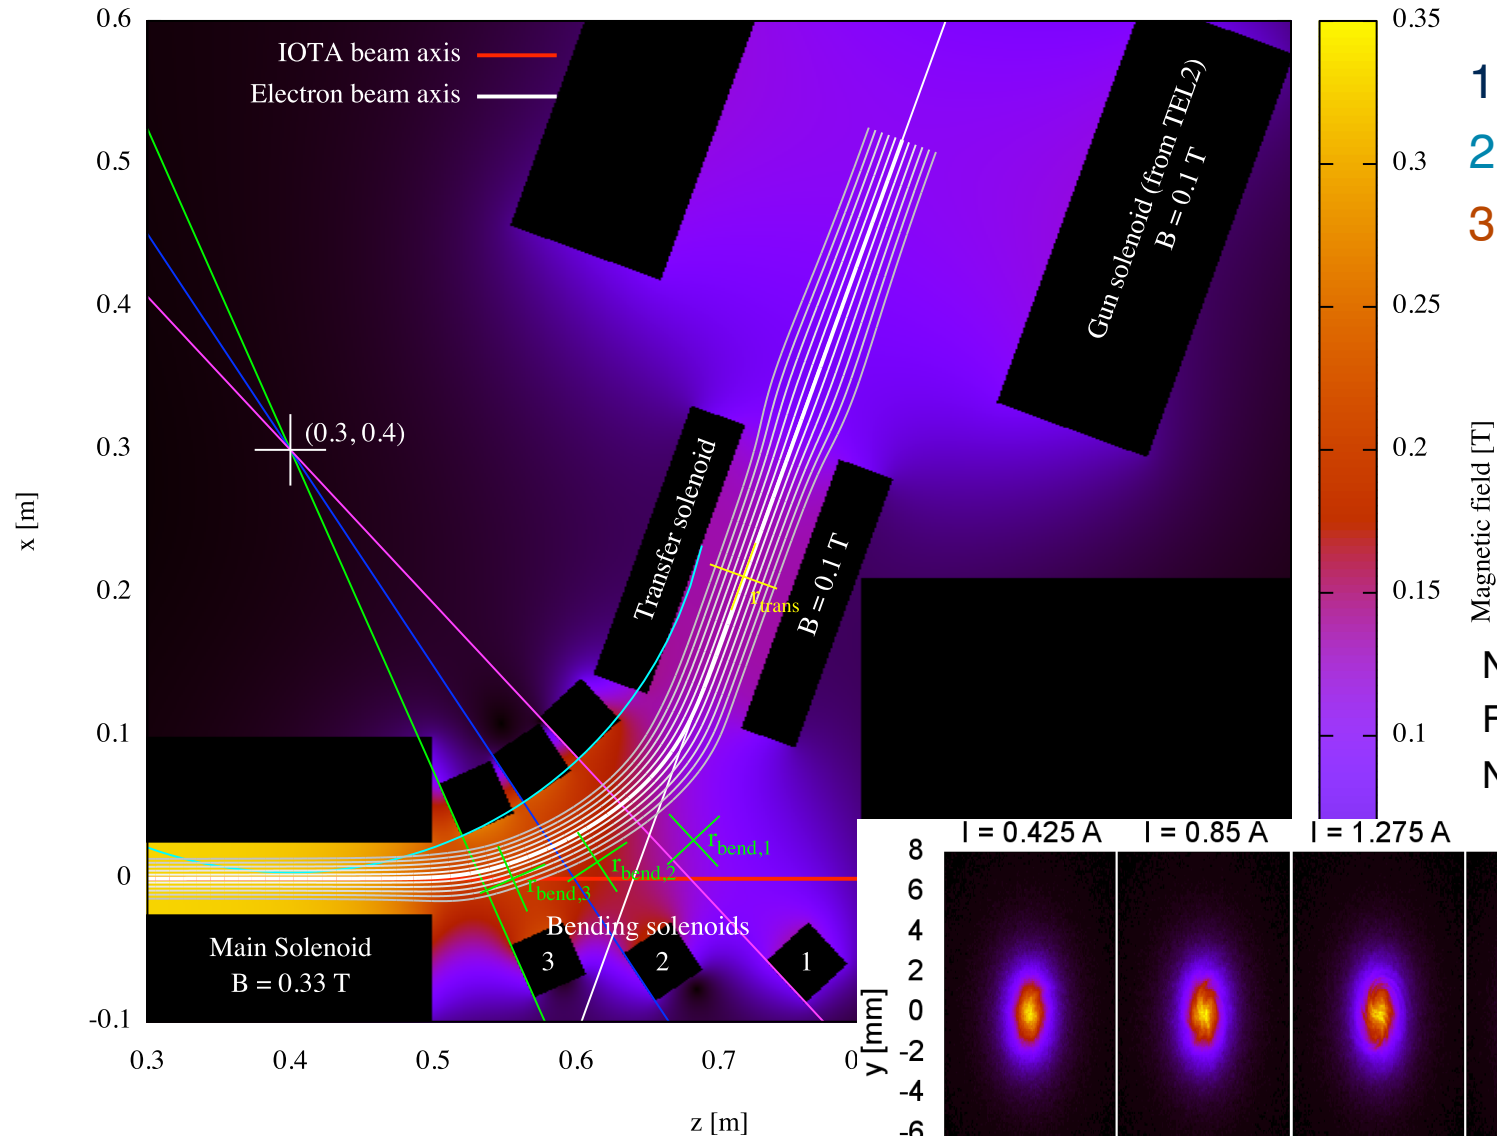 0.6
0.5
0.4
0.3
0.2
0.1
0
-0.1
x [m]
0.3
0.4
0.5
0.6
0.7
0
z [m]
IOTA beam axis
Electron beam axis
(0.3, 0.4)
Gun solenoid (from TEL2)
B = 0.1 T
Transfer solenoid
B = 0.1 T
r_trans
r_bend,1
r_bend,2
r_bend,3
Bending solenoids
3
2
1
Main Solenoid
B = 0.33 T
0.35
0.3
0.25
0.2
0.15
0.1
Magnetic field [T]
1
2
3
N
F
N
I = 0.425 A
I = 0.85 A
I = 1.275 A
8
6
4
2
0
-2
-4
-6
y [mm]